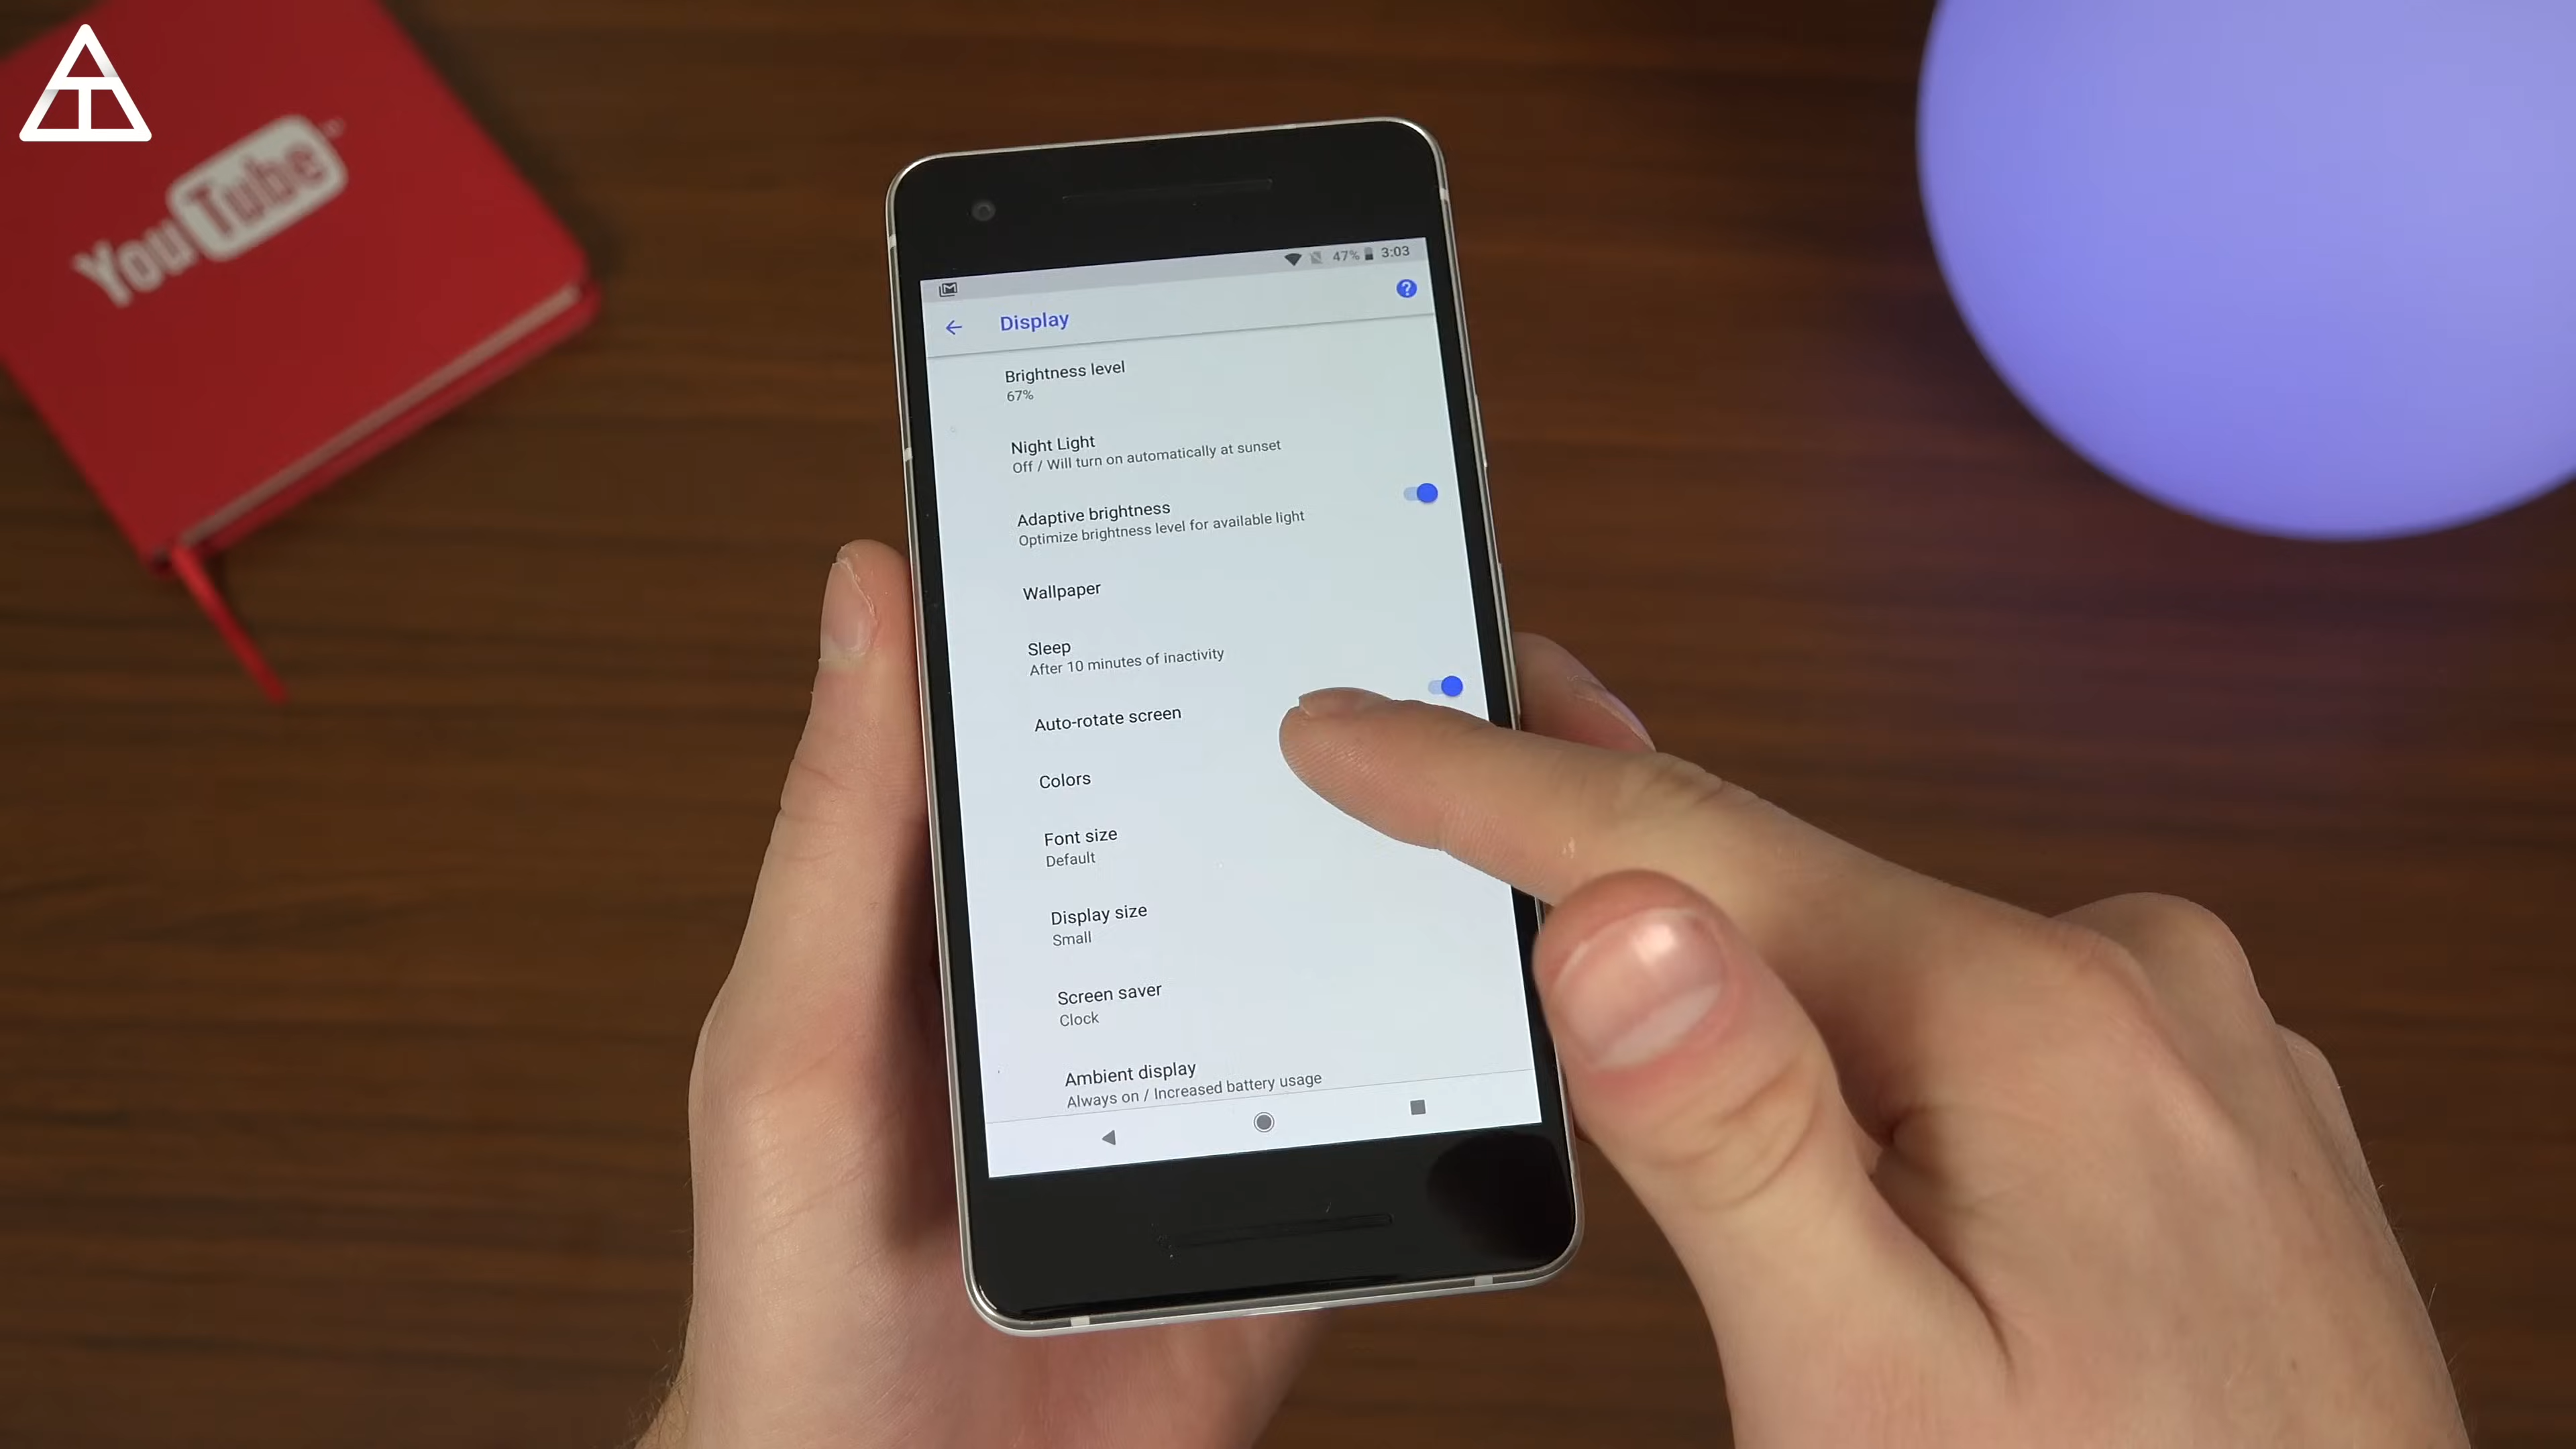 YouTube
47% 3:03
Display
?
Brightness level
67%
Night Light
Off / Will turn on automatically at sunset
Adaptive brightness
Optimize brightness level for available light
Wallpaper
Sleep
After 10 minutes of inactivity
Auto-rotate screen
Colors
Font size
Default
Display size
Small
Screen saver
Clock
Ambient display
Always on / Increased battery usage